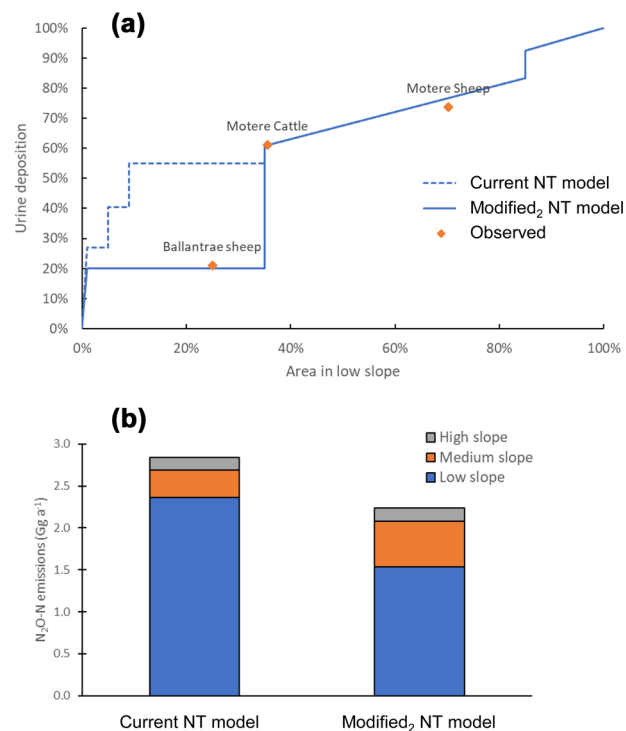 (a)
100%
90%
80%
70%
60%
50%
40%
30%
20%
10%
0%
Urine deposition
Motere Sheep
Motere Cattle
Ballantrae sheep
Current NT model
Modified₂ NT model
Observed
0% 20% 40% 60% 80% 100%
Area in low slope
(b)
3.0
2.5
2.0
1.5
1.0
0.5
0.0
N₂O-N emissions (Gg a⁻¹)
High slope
Medium slope
Low slope
Current NT model Modified₂ NT model